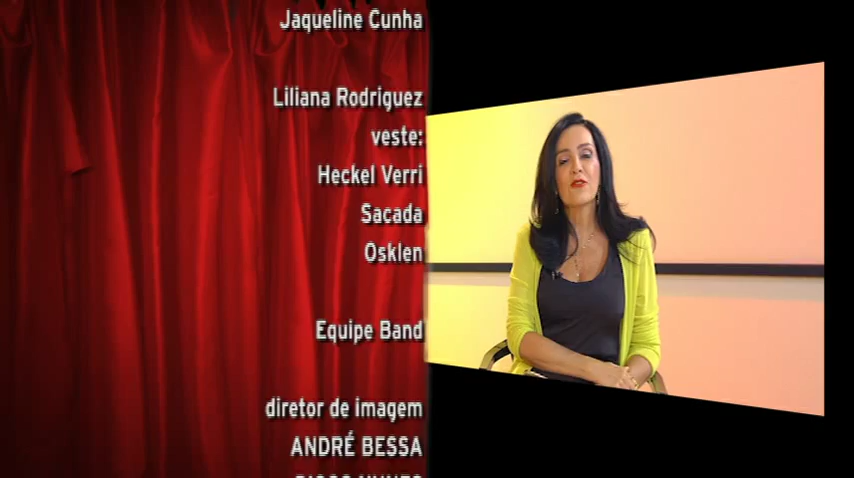 Jaqueline Cunha
Liliana Rodriguez
veste:
Heckel Verri
Sacada
Osklen
Equipe Band
diretor de imagem
ANDRÉ BESSA